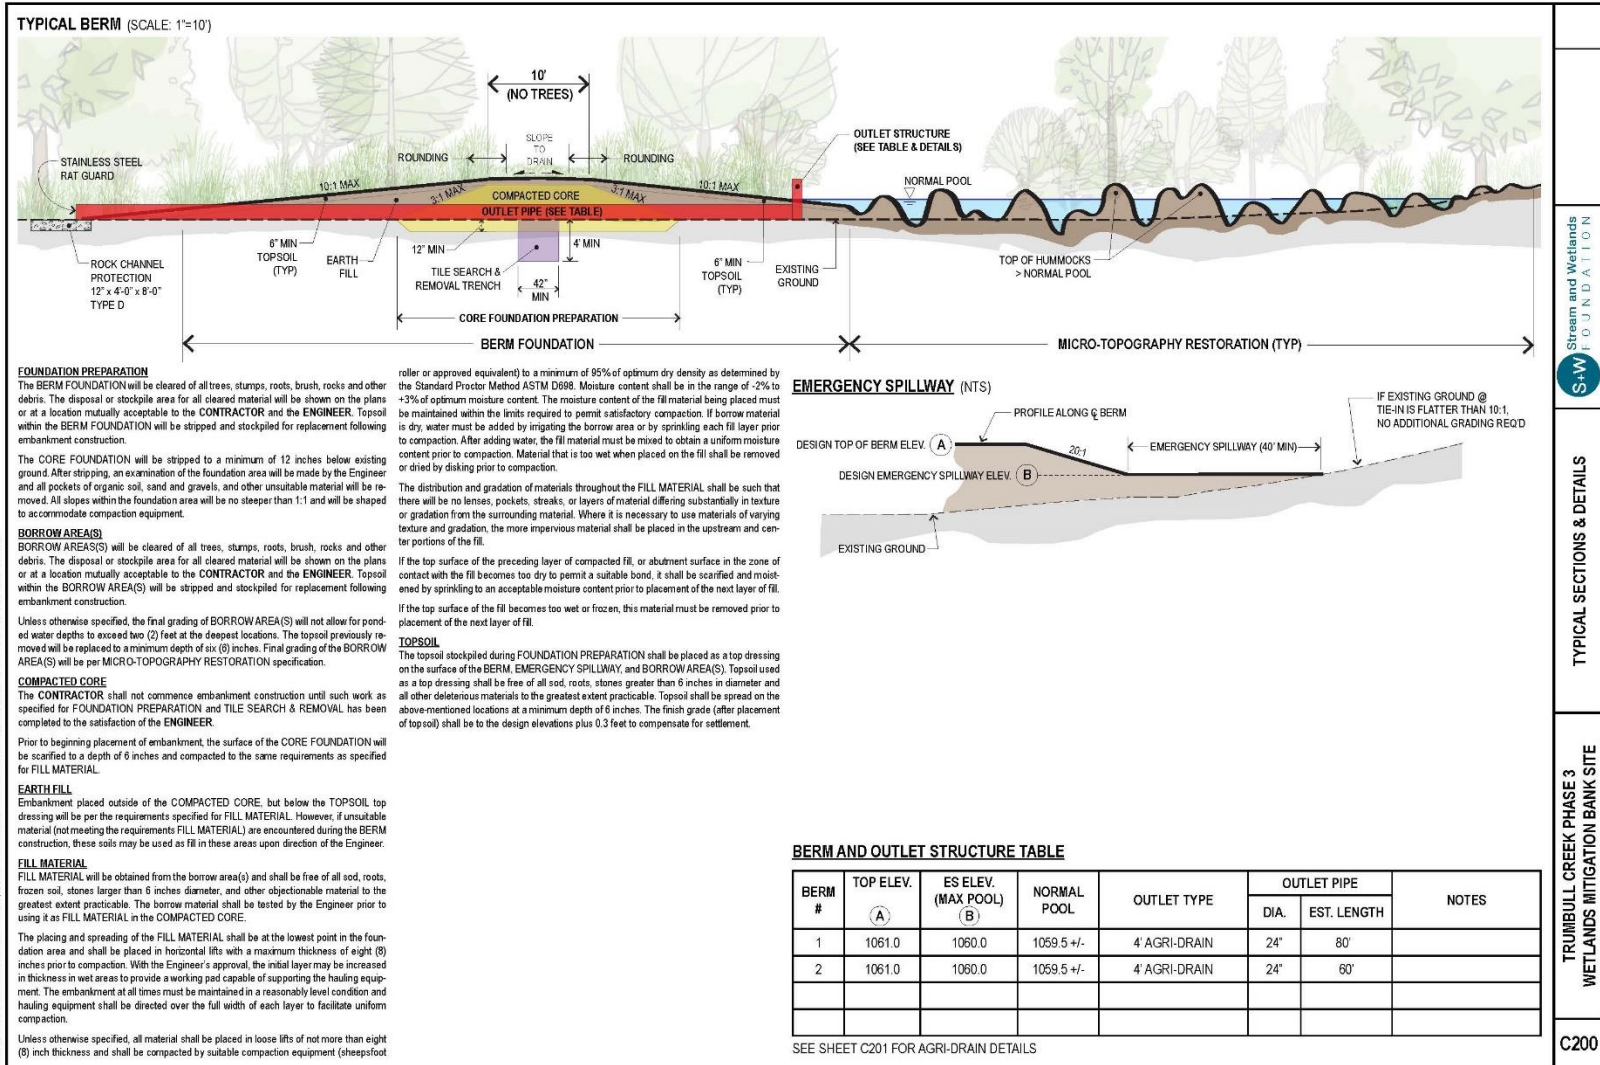 TYPICAL BERM (SCALE: 1"=10')
10'
(NO TREES)
SLOPE
TO
DRAIN
ROUNDING
ROUNDING
OUTLET STRUCTURE
(SEE TABLE & DETAILS)
STAINLESS STEEL
RAT GUARD
10:1 MAX
3:1 MAX
COMPACTED CORE
3:1 MAX
10:1 MAX
NORMAL POOL
OUTLET PIPE (SEE TABLE)
6" MIN
TOPSOIL
(TYP)
EARTH
FILL
12" MIN
4' MIN
TILE SEARCH &
REMOVAL TRENCH
42"
MIN
6" MIN
TOPSOIL
(TYP)
EXISTING
GROUND
TOP OF HUMMOCKS
> NORMAL POOL
ROCK CHANNEL
PROTECTION
12" x 4'-0" x 8'-0"
TYPE D
CORE FOUNDATION PREPARATION
BERM FOUNDATION
MICRO-TOPOGRAPHY RESTORATION (TYP)
FOUNDATION PREPARATION
The BERM FOUNDATION will be cleared of all trees, stumps, roots, brush, rocks and other
debris. The disposal or stockpile area for all cleared material will be shown on the plans
or at a location mutually acceptable to the CONTRACTOR and the ENGINEER. Topsoil
within the BERM FOUNDATION will be stripped and stockpiled for replacement following
embankment construction.
The CORE FOUNDATION will be stripped to a minimum of 12 inches below existing
ground. After stripping, an examination of the foundation area will be made by the Engineer
and all pockets of organic soil, sand and gravels, and other unsuitable material will be re-
moved. All slopes within the foundation area will be no steeper than 1:1 and will be shaped
to accommodate compaction equipment.
BORROW AREA(S)
BORROW AREAS(S) will be cleared of all trees, stumps, roots, brush, rocks and other
debris. The disposal or stockpile area for all cleared material will be shown on the plans
or at a location mutually acceptable to the CONTRACTOR and the ENGINEER. Topsoil
within the BORROW AREA(S) will be stripped and stockpiled for replacement following
embankment construction.
Unless otherwise specified, the final grading of BORROW AREA(S) will not allow for pond-
ed water depths to exceed two (2) feet at the deepest locations. The topsoil previously re-
moved will be replaced to a minimum depth of six (6) inches. Final grading of the BORROW
AREA(S) will be per MICRO-TOPOGRAPHY RESTORATION specification.
COMPACTED CORE
The CONTRACTOR shall not commence embankment construction until such work as
specified for FOUNDATION PREPARATION and TILE SEARCH & REMOVAL has been
completed to the satisfaction of the ENGINEER.
Prior to beginning placement of embankment, the surface of the CORE FOUNDATION will
be scarified to a depth of 6 inches and compacted to the same requirements as specified
for FILL MATERIAL.
EARTH FILL
Embankment placed outside of the COMPACTED CORE, but below the TOPSOIL top
dressing will be per the requirements specified for FILL MATERIAL. However, if unsuitable
material (not meeting the requirements FILL MATERIAL) are encountered during the BERM
construction, these soils may be used as fill in these areas upon direction of the Engineer.
FILL MATERIAL
FILL MATERIAL will be obtained from the borrow area(s) and shall be free of all sod, roots,
frozen soil, stones larger than 6 inches diameter, and other objectionable material to the
greatest extent practicable. The borrow material shall be tested by the Engineer prior to
using it as FILL MATERIAL in the COMPACTED CORE.
The placing and spreading of the FILL MATERIAL shall be at the lowest point in the foun-
dation area and shall be placed in horizontal lifts with a maximum thickness of eight (8)
inches prior to compaction. With the Engineer's approval, the initial layer may be increased
in thickness in wet areas to provide a working pad capable of supporting the hauling equip-
ment. The embankment at all times must be maintained in a reasonably level condition and
hauling equipment shall be directed over the full width of each layer to facilitate uniform
compaction.
Unless otherwise specified, all material shall be placed in loose lifts of not more than eight
(8) inch thickness and shall be compacted by suitable compaction equipment (sheepsfoot
roller or approved equivalent) to a minimum of 95% of optimum dry density as determined by
the Standard Proctor Method ASTM D698. Moisture content shall be in the range of -2% to
+3% of optimum moisture content. The moisture content of the fill material being placed must
be maintained within the limits required to permit satisfactory compaction. If borrow material
is dry, water must be added by irrigating the borrow area or by sprinkling each fill layer prior
to compaction. After adding water, the fill material must be mixed to obtain a uniform moisture
content prior to compaction. Material that is too wet when placed on the fill shall be removed
or dried by disking prior to compaction.
The distribution and gradation of materials throughout the FILL MATERIAL shall be such that
there will be no lenses, pockets, streaks, or layers of material differing substantially in texture
or gradation from the surrounding material. Where it is necessary to use materials of varying
texture and gradation, the more impervious material shall be placed in the upstream and cen-
ter portions of the fill.
If the top surface of the preceding layer of compacted fill, or abutment surface in the zone of
contact with the fill becomes too dry to permit a suitable bond, it shall be scarified and moist-
ened by sprinkling to an acceptable moisture content prior to placement of the next layer of fill.
If the top surface of the fill becomes too wet or frozen, this material must be removed prior to
placement of the next layer of fill.
TOPSOIL
The topsoil stockpiled during FOUNDATION PREPARATION shall be placed as a top dressing
on the surface of the BERM, EMERGENCY SPILLWAY, and BORROW AREA(S). Topsoil used
as a top dressing shall be free of all sod, roots, stones greater than 6 inches in diameter and
all other deleterious materials to the greatest extent practicable. Topsoil shall be spread on the
above-mentioned locations at a minimum depth of 6 inches. The finish grade (after placement
of topsoil) shall be to the design elevations plus 0.3 feet to compensate for settlement.
EMERGENCY SPILLWAY (NTS)
PROFILE ALONG ℄ BERM
IF EXISTING GROUND @
TIE-IN IS FLATTER THAN 10:1,
NO ADDITIONAL GRADING REQ'D
DESIGN TOP OF BERM ELEV. A
20:1
EMERGENCY SPILLWAY (40' MIN)
DESIGN EMERGENCY SPILLWAY ELEV. B
EXISTING GROUND
BERM AND OUTLET STRUCTURE TABLE
BERM # TOP ELEV. A ES ELEV. (MAX POOL) B NORMAL POOL OUTLET TYPE OUTLET PIPE DIA. EST. LENGTH NOTES
1 1061.0 1060.0 1059.5 +/- 4' AGRI-DRAIN 24" 80'
2 1061.0 1060.0 1059.5 +/- 4' AGRI-DRAIN 24" 60'
SEE SHEET C201 FOR AGRI-DRAIN DETAILS
S+W
Stream and Wetlands
FOUNDATION
TYPICAL SECTIONS & DETAILS
TRUMBULL CREEK PHASE 3
WETLANDS MITIGATION BANK SITE
C200